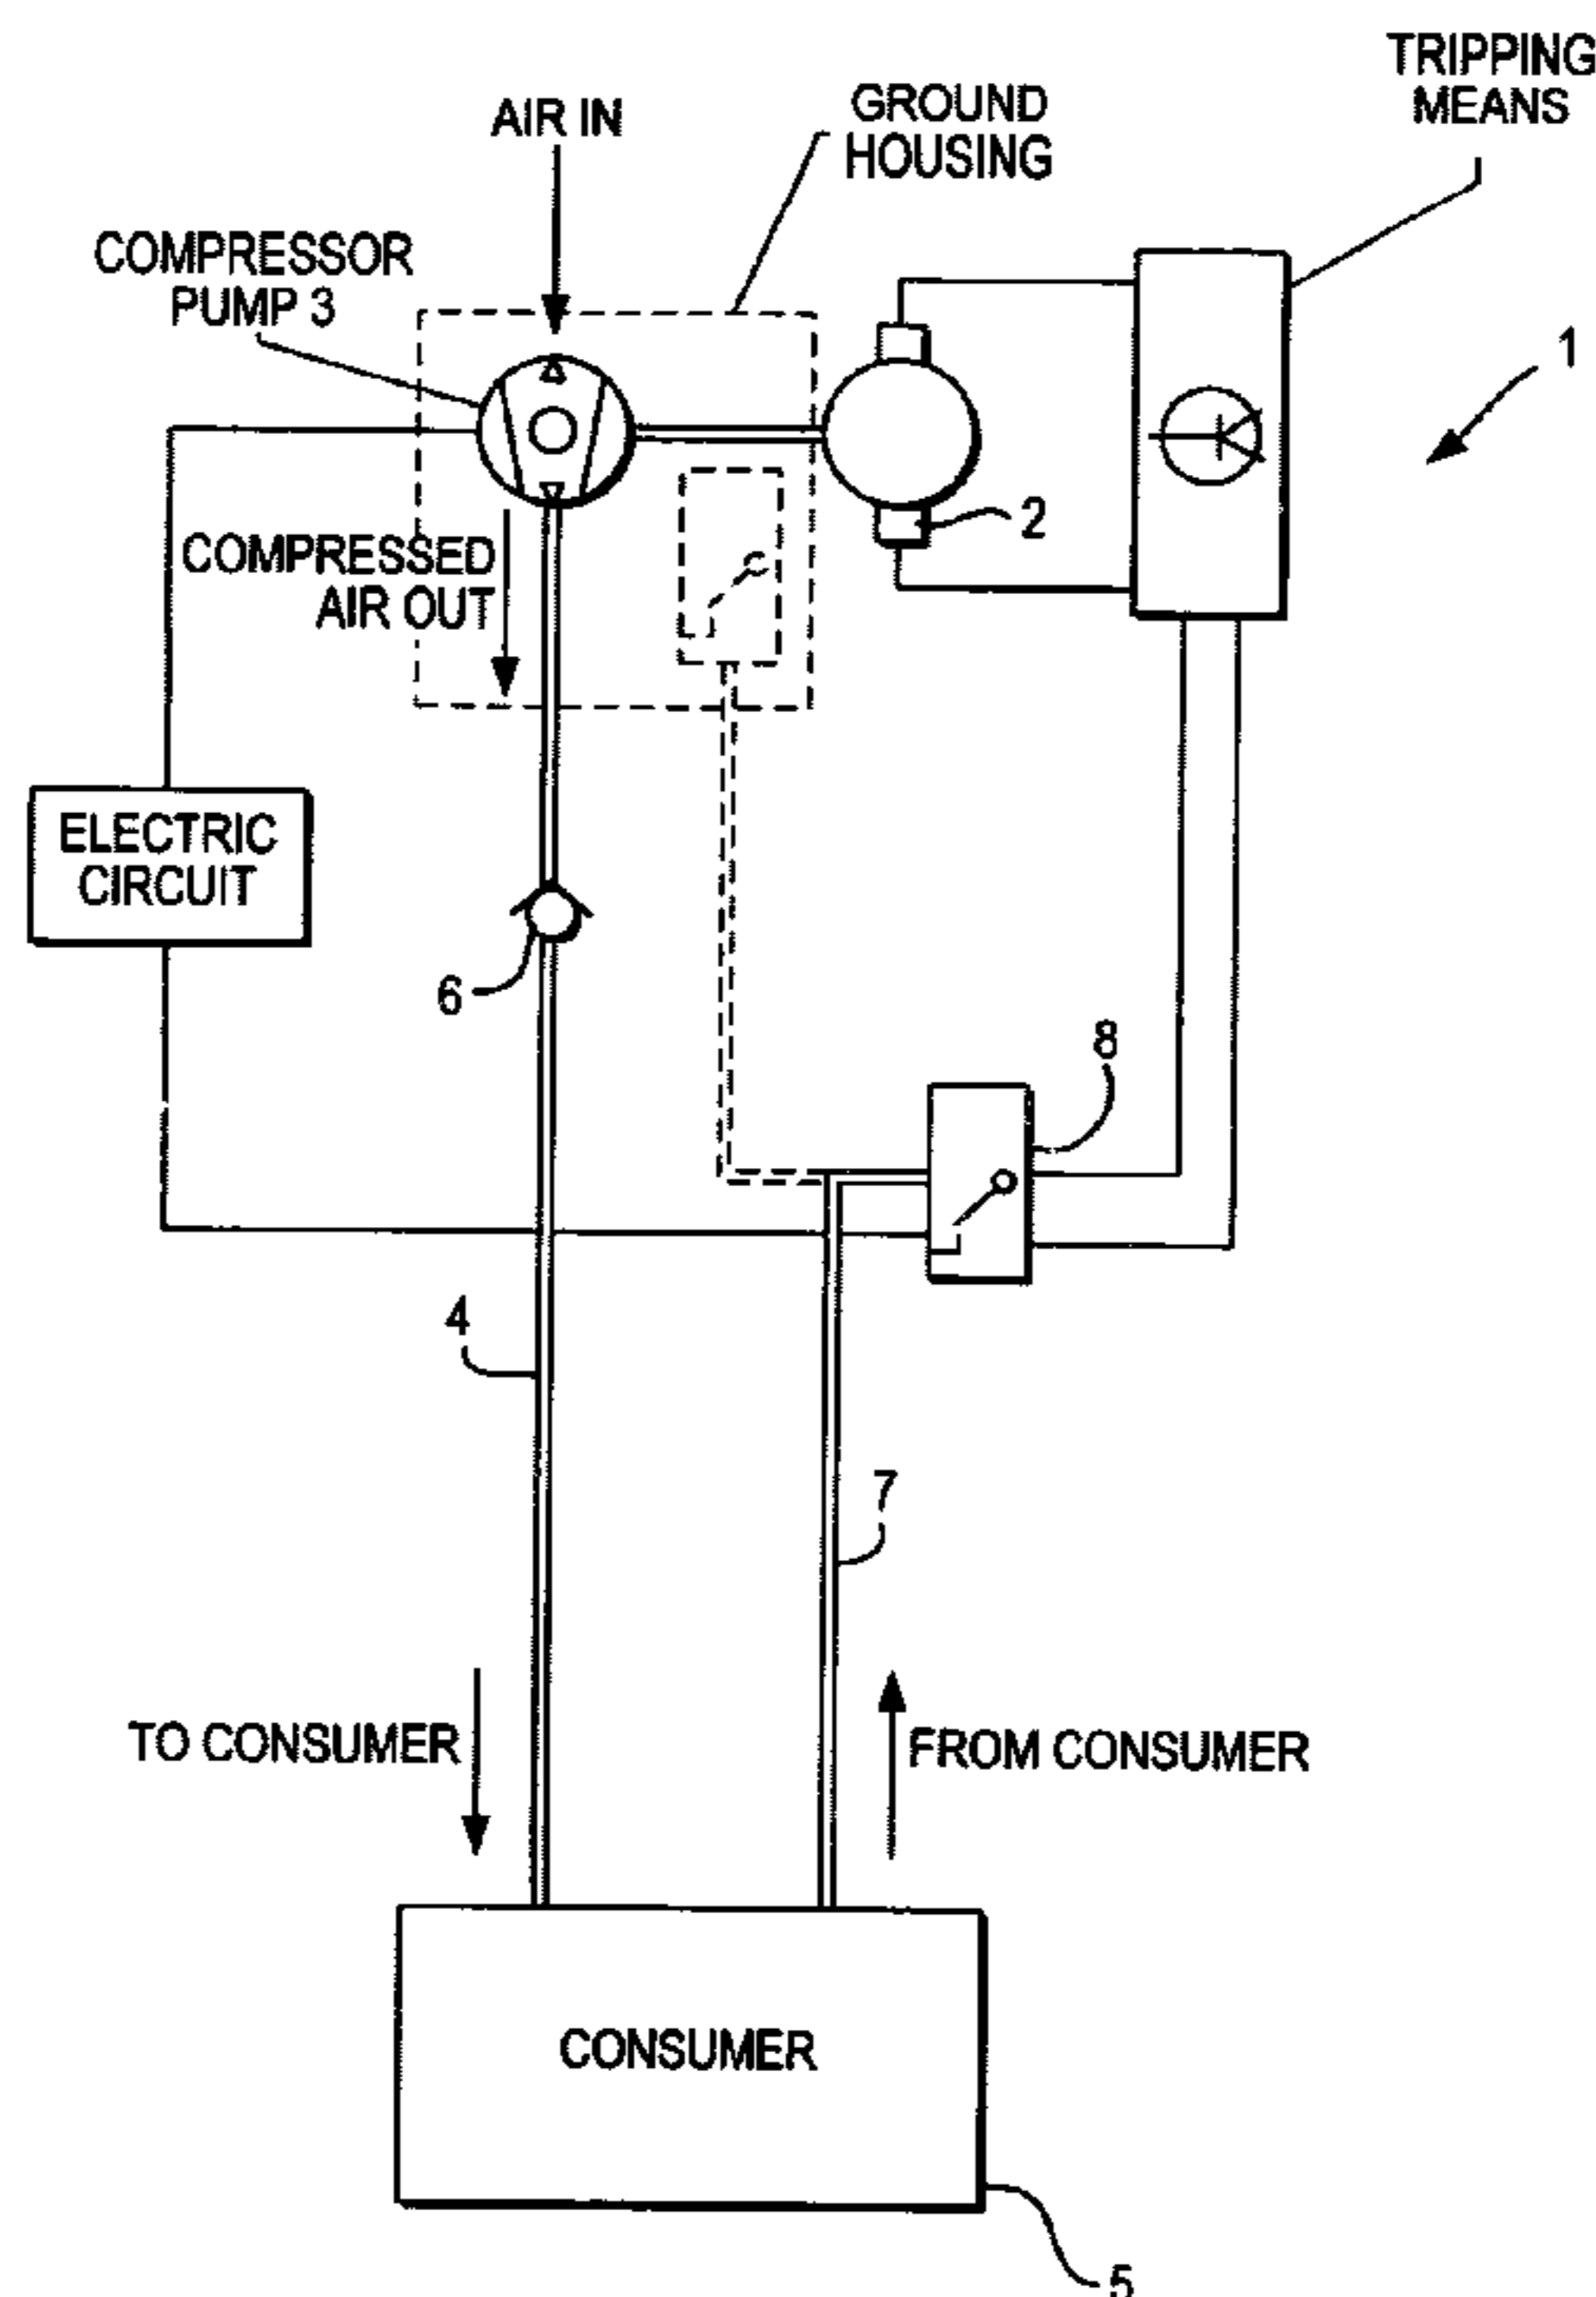 TRIPPING
MEANS
AIR IN
GROUND
HOUSING
COMPRESSOR
PUMP 3
1
2
COMPRESSED
AIR OUT
ELECTRIC
CIRCUIT
6
8
4
7
TO CONSUMER
FROM CONSUMER
CONSUMER
5